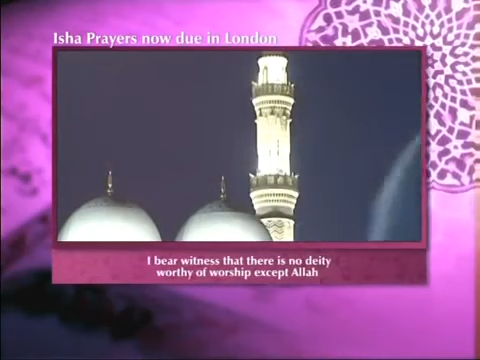 Isha Prayers now due in London
I bear witness that there is no deity
worthy of worship except Allah